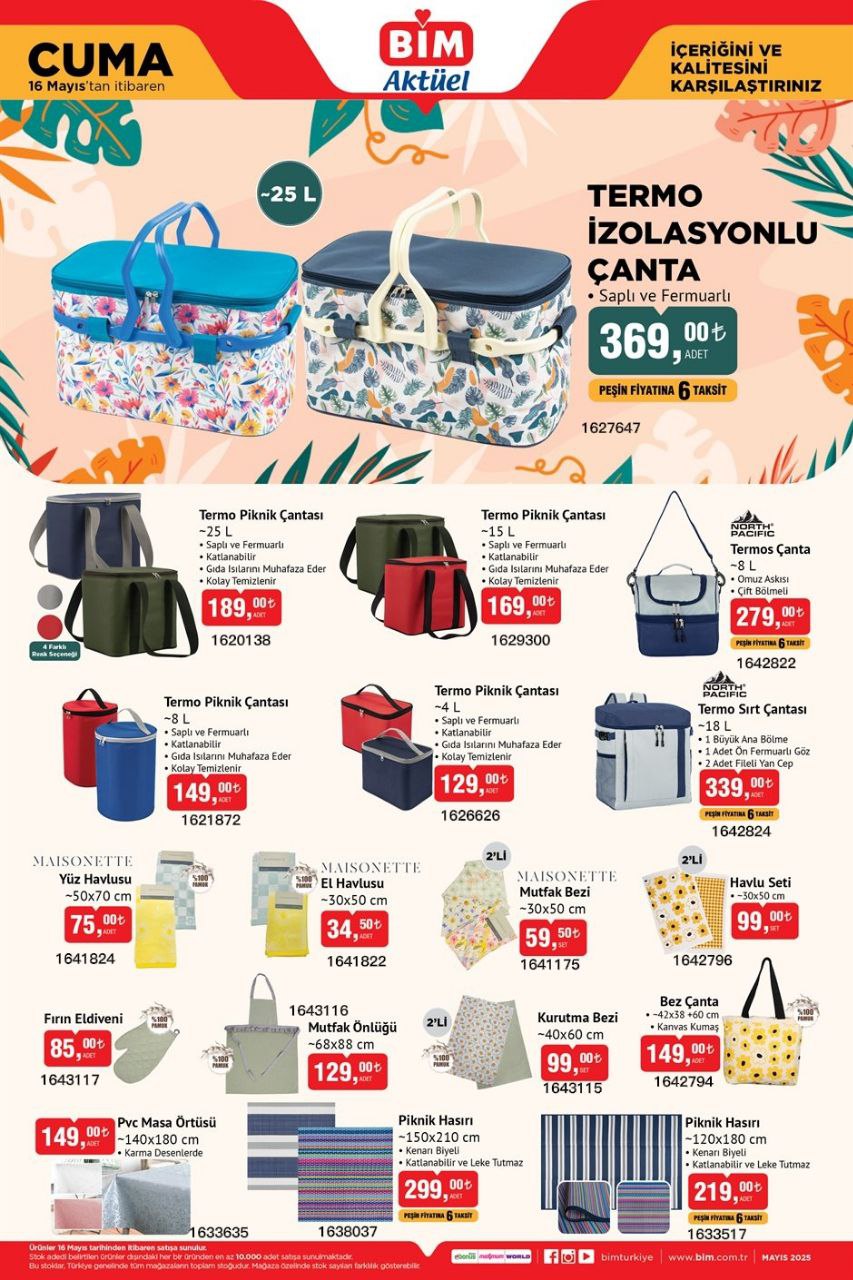 CUMA
16 Mayıs'tan itibaren
BİM
Aktüel
İÇERİĞİNİ VE
KALİTESİNİ
KARŞILAŞTIRINIZ
~25 L
TERMO
İZOLASYONLU
ÇANTA
• Saplı ve Fermuarlı
369,00₺
ADET
PEŞİN FİYATINA 6 TAKSİT
1627647
Termo Piknik Çantası
~25 L
• Saplı ve Fermuarlı
• Katlanabilir
• Gıda Isılarını Muhafaza Eder
• Kolay Temizlenir
189,00₺
ADET
4 Farklı
Renk Seçeneği
1620138
Termo Piknik Çantası
~15 L
• Saplı ve Fermuarlı
• Katlanabilir
• Gıda Isılarını Muhafaza Eder
• Kolay Temizlenir
169,00₺
ADET
1629300
NORTH
PACIFIC
Termos Çanta
~8 L
• Omuz Askısı
• Çift Bölmeli
279,00₺
ADET
PEŞİN FİYATINA 6 TAKSİT
1642822
Termo Piknik Çantası
~8 L
• Saplı ve Fermuarlı
• Katlanabilir
• Gıda Isılarını Muhafaza Eder
• Kolay Temizlenir
149,00₺
ADET
1621872
Termo Piknik Çantası
~4 L
• Saplı ve Fermuarlı
• Katlanabilir
• Gıda Isılarını Muhafaza Eder
• Kolay Temizlenir
129,00₺
ADET
1626626
NORTH
PACIFIC
Termo Sırt Çantası
~18 L
• 1 Büyük Ana Bölme
• 1 Adet Ön Fermuarlı Göz
• 2 Adet Fileli Yan Cep
339,00₺
ADET
PEŞİN FİYATINA 6 TAKSİT
1642824
MAISONETTE
Yüz Havlusu
~50x70 cm
75,00₺
ADET
%100
PAMUK
1641824
MAISONETTE
El Havlusu
~30x50 cm
34,50₺
ADET
%100
PAMUK
1641822
2'Lİ
MAISONETTE
Mutfak Bezi
~30x50 cm
59,50₺
SET
1641175
2'Lİ
Havlu Seti
• ~30x50 cm
99,00₺
SET
1642796
Fırın Eldiveni
85,00₺
ADET
%100
PAMUK
1643117
1643116
Mutfak Önlüğü
~68x88 cm
129,00₺
ADET
%100
PAMUK
2'Lİ
Kurutma Bezi
~40x60 cm
99,00₺
SET
%100
PAMUK
1643115
Bez Çanta
• ~42x38 +60 cm
• Kanvas Kumaş
149,00₺
ADET
%100
PAMUK
1642794
149,00₺
ADET
Pvc Masa Örtüsü
~140x180 cm
• Karma Desenlerde
1633635
Piknik Hasırı
~150x210 cm
• Kenarı Biyeli
• Katlanabilir ve Leke Tutmaz
299,00₺
ADET
PEŞİN FİYATINA 6 TAKSİT
1638037
Piknik Hasırı
~120x180 cm
• Kenarı Biyeli
• Katlanabilir ve Leke Tutmaz
219,00₺
ADET
PEŞİN FİYATINA 6 TAKSİT
1633517
Ürünler 16 Mayıs tarihinden itibaren satışa sunulur.
Stok adedi belirtilen ürünler dışındaki her bir üründen en az 10.000 adet satışa sunulmaktadır.
Bu stoklar, Türkiye genelinde tüm mağazaların toplam stoğudur. Mağaza özelinde stok sayıları farklılık gösterebilir.
ebonus maximum WORLD
bimturkiye
www.bim.com.tr
MAYIS 2025